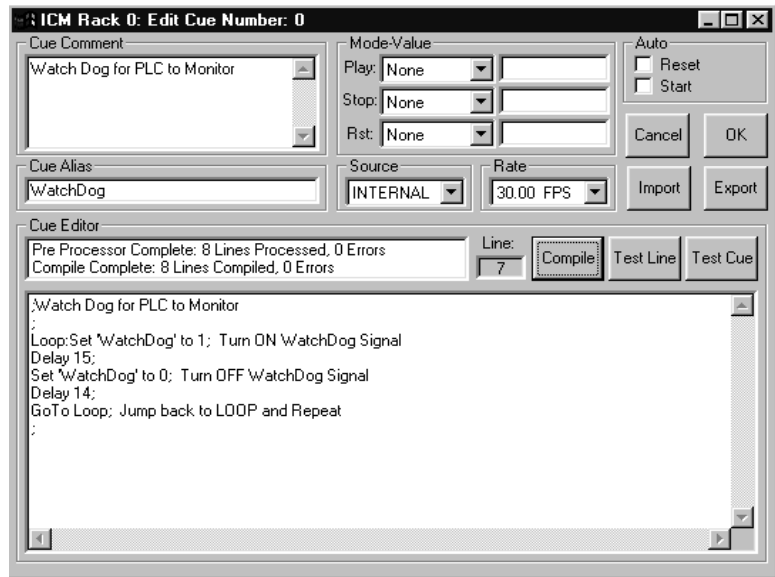 ICM Rack 0: Edit Cue Number: 0
Cue Comment
Watch Dog for PLC to Monitor
Mode-Value
Play: None
Stop: None
Rst: None
Auto
Reset
Start
Cancel
OK
Cue Alias
WatchDog
Source
INTERNAL
Rate
30.00 FPS
Import
Export
Cue Editor
Pre Processor Complete: 8 Lines Processed, 0 Errors
Compile Complete: 8 Lines Compiled, 0 Errors
Line:
7
Compile
Test Line
Test Cue
;Watch Dog for PLC to Monitor
;
Loop:Set 'WatchDog' to 1;  Turn ON WatchDog Signal
Delay 15;
Set 'WatchDog' to 0;  Turn OFF WatchDog Signal
Delay 14;
GoTo Loop;  Jump back to LOOP and Repeat
;